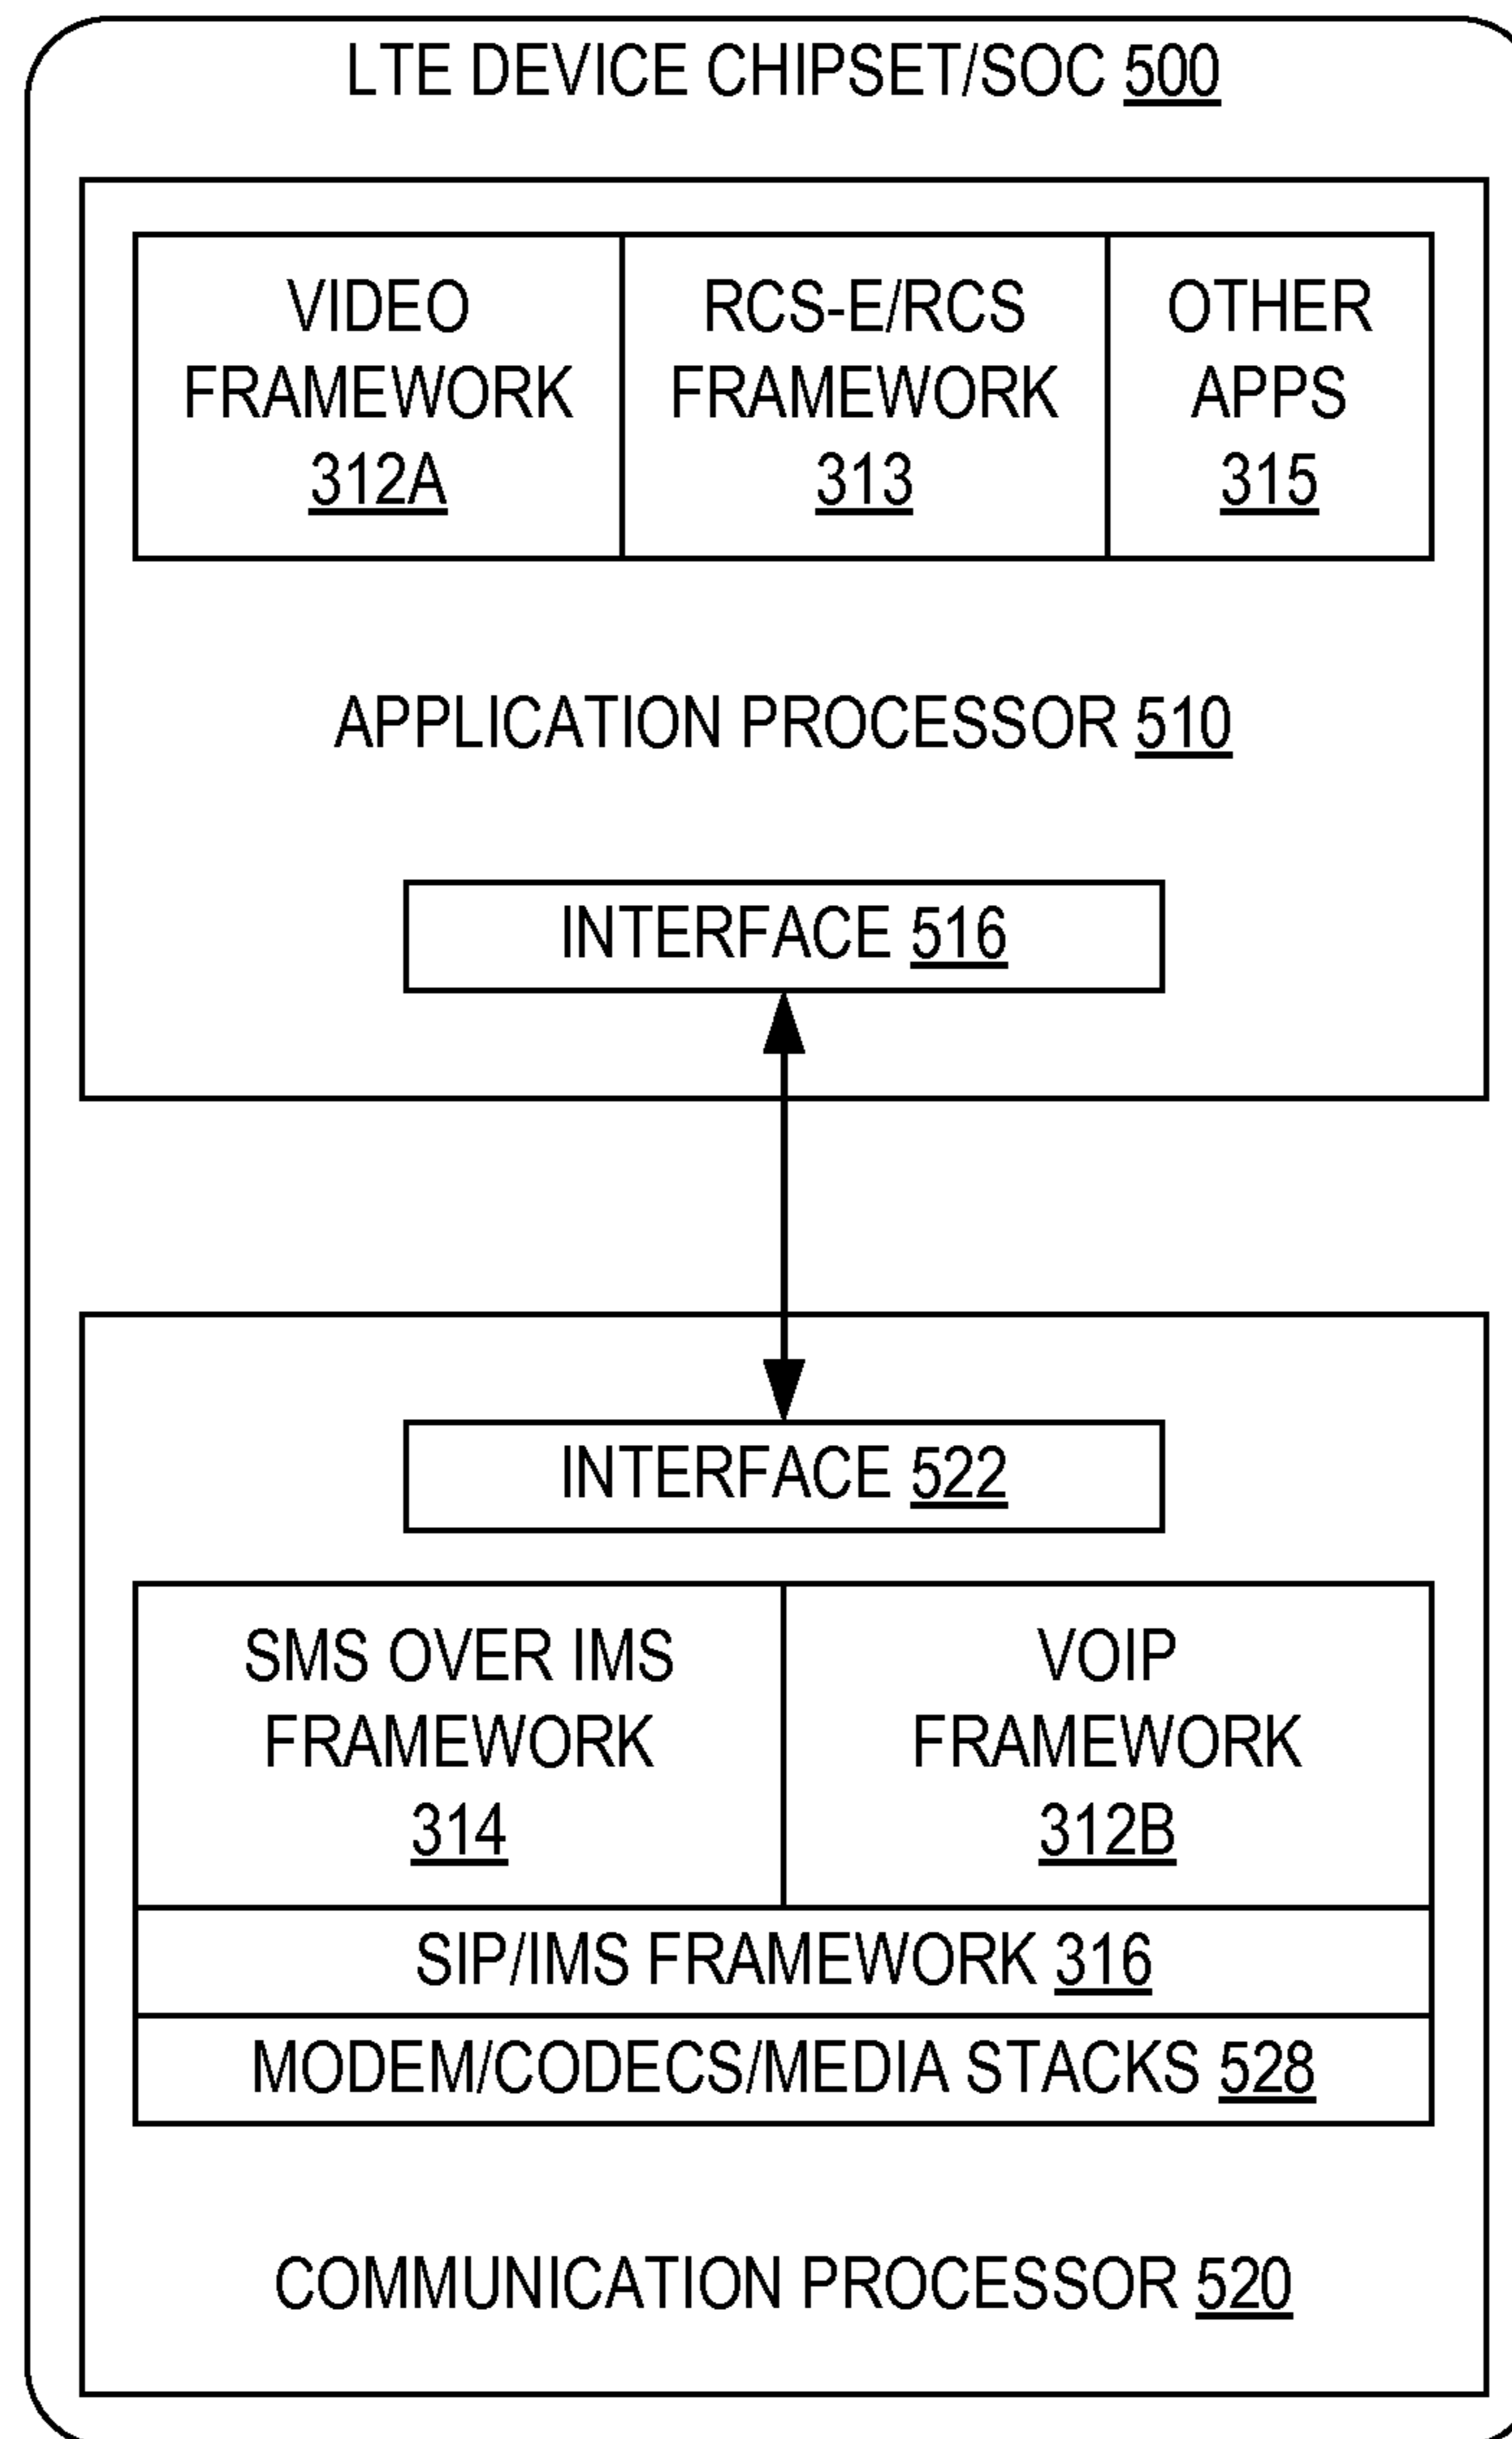 LTE DEVICE CHIPSET/SOC 500
VIDEO
FRAMEWORK
312A
RCS-E/RCS
FRAMEWORK
313
OTHER
APPS
315
APPLICATION PROCESSOR 510
INTERFACE 516
INTERFACE 522
SMS OVER IMS
FRAMEWORK
314
VOIP
FRAMEWORK
312B
SIP/IMS FRAMEWORK 316
MODEM/CODECS/MEDIA STACKS 528
COMMUNICATION PROCESSOR 520